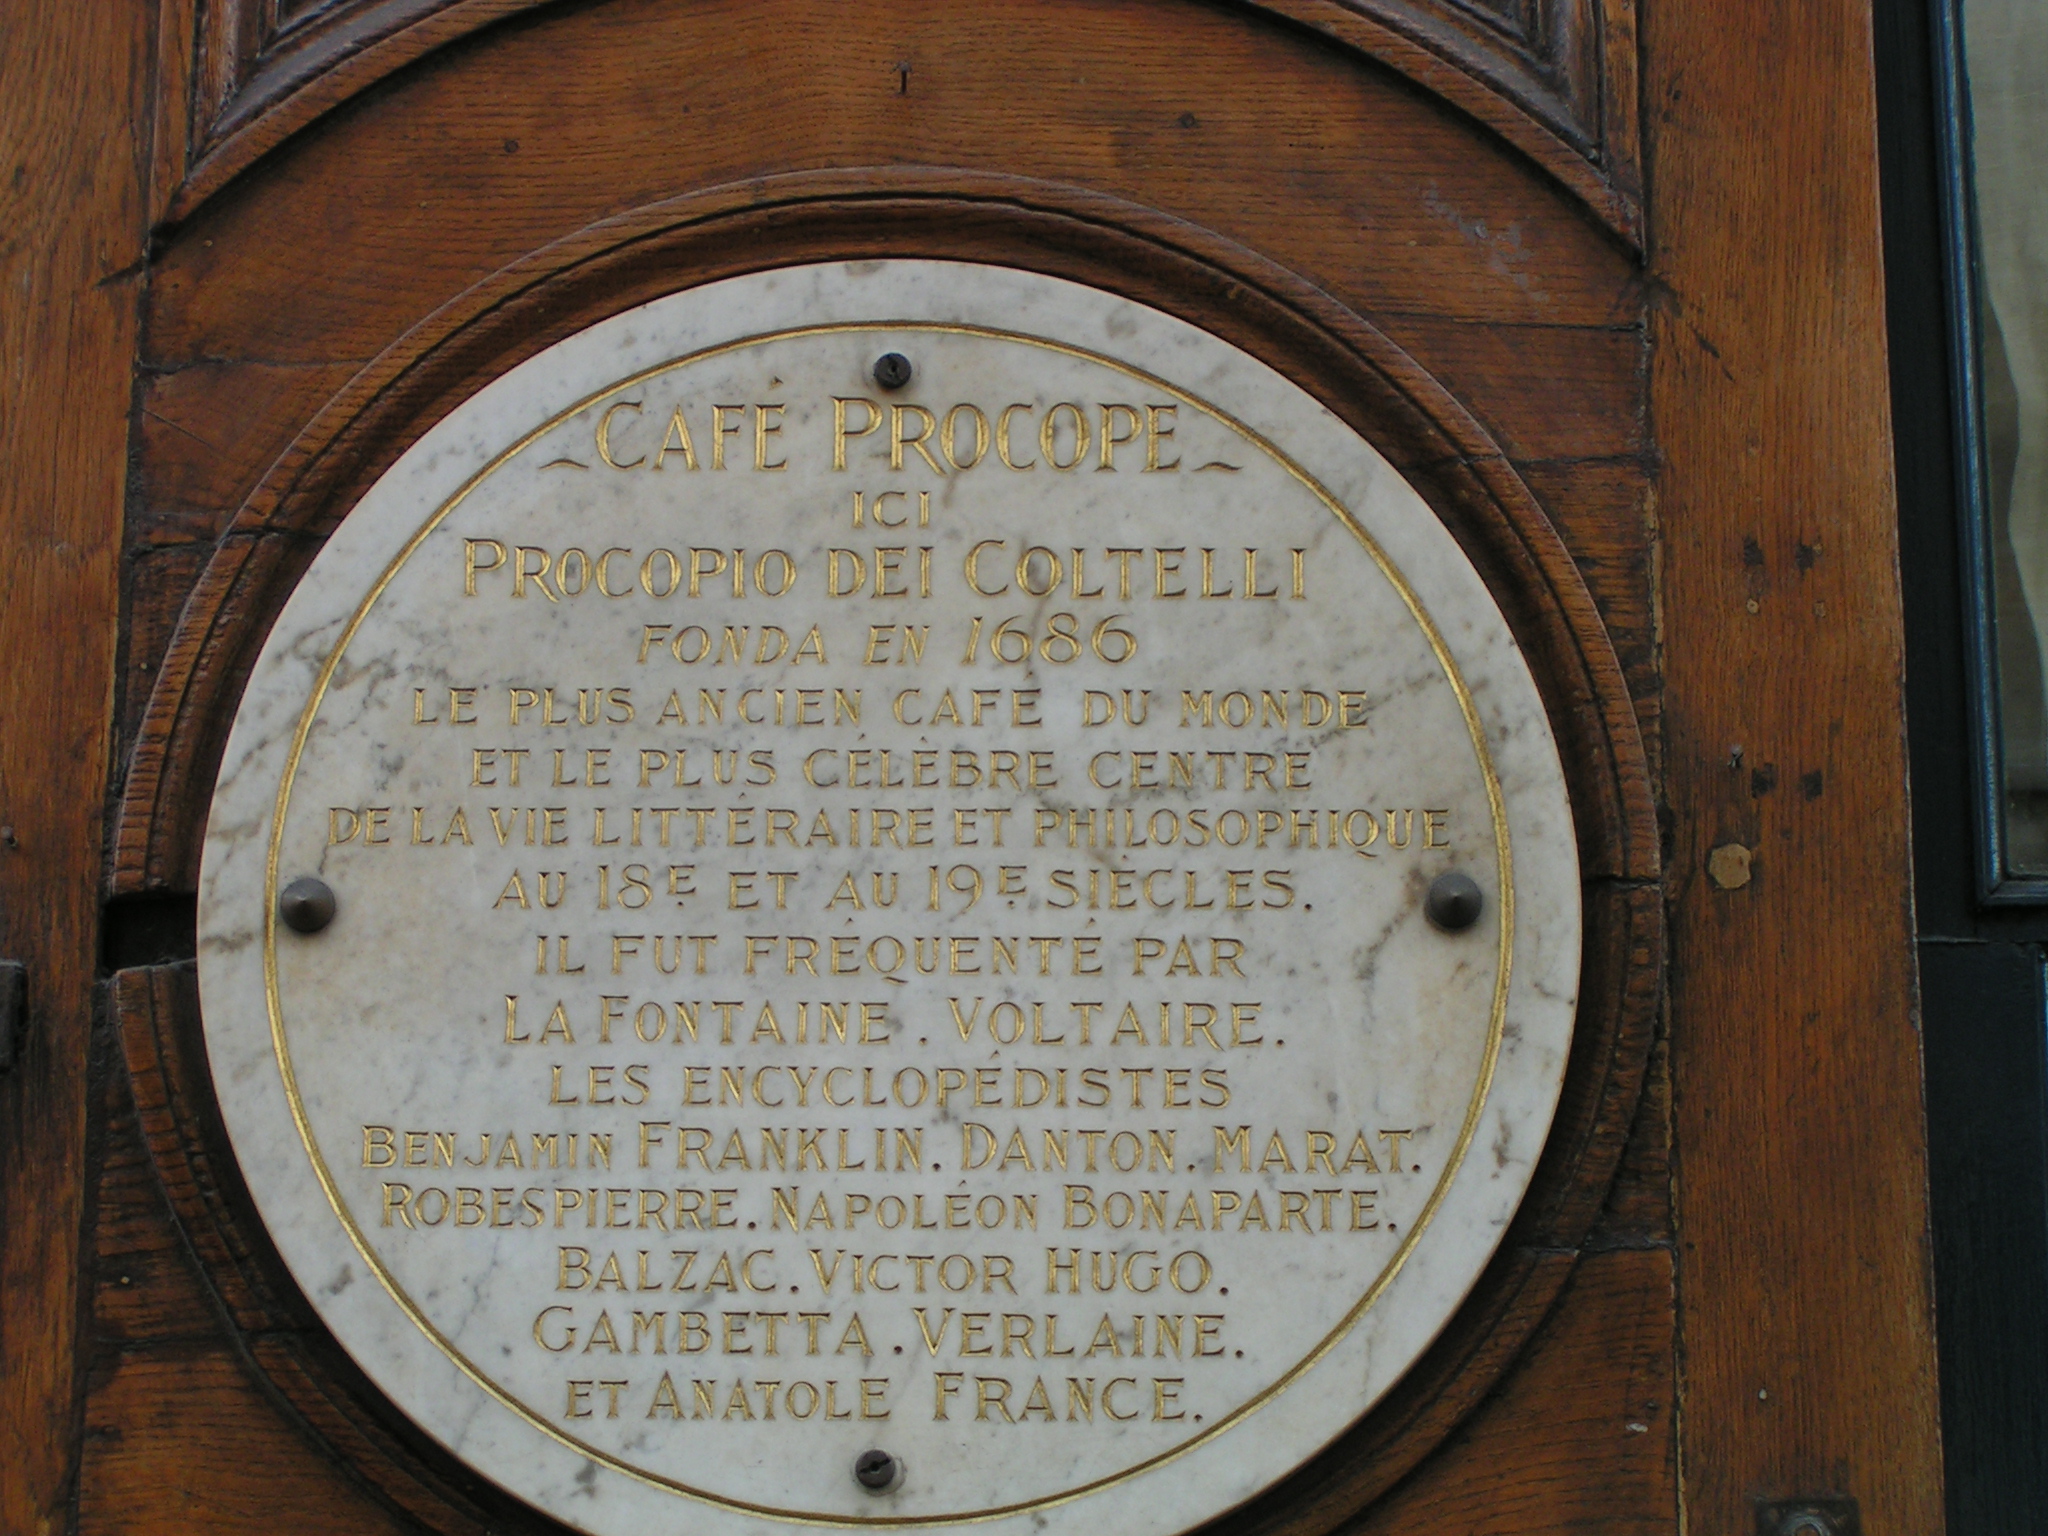 ~CAFÉ PROCOPE~
ICI
PROCOPIO DEI COLTELLI
FONDA EN 1686
LE PLUS ANCIEN CAFÉ DU MONDE
ET LE PLUS CÉLÈBRE CENTRE
DE LA VIE LITTÉRAIRE ET PHILOSOPHIQUE
AU 18E ET AU 19E SIÈCLES.
IL FUT FRÉQUENTÉ PAR
LA FONTAINE. VOLTAIRE.
LES ENCYCLOPÉDISTES
BENJAMIN FRANKLIN. DANTON. MARAT.
ROBESPIERRE. NAPOLÉON BONAPARTE.
BALZAC. VICTOR HUGO.
GAMBETTA. VERLAINE.
ET ANATOLE FRANCE.